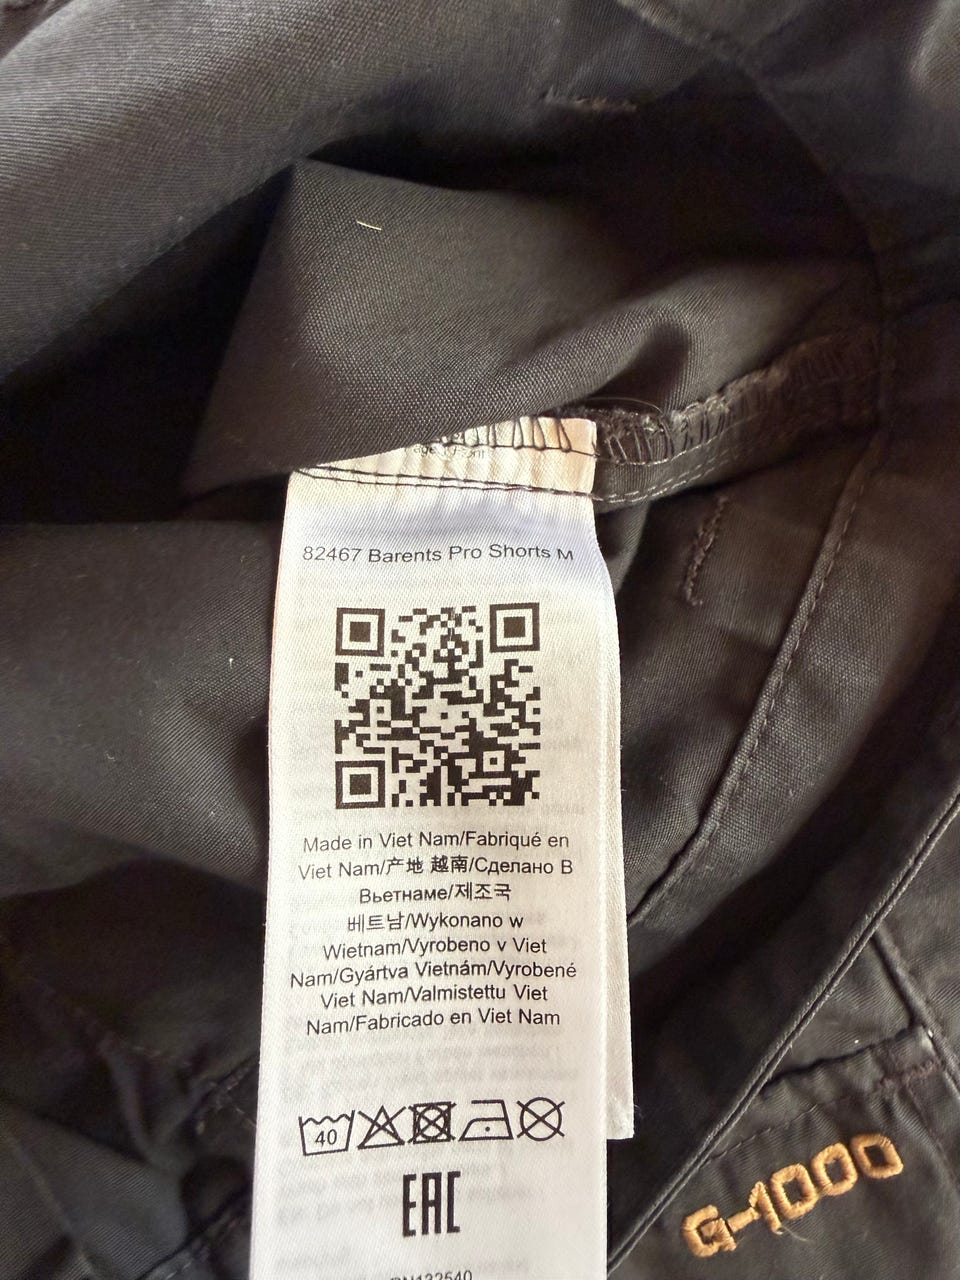 82467 Barents Pro Shorts M
Made in Viet Nam/Fabriqué en
Viet Nam/产地 越南/Сделано В
Вьетнаме/제조국
베트남/Wykonano w
Wietnam/Vyrobeno v Viet
Nam/Gyártva Vietnám/Vyrobené
Viet Nam/Valmistettu Viet
Nam/Fabricado en Viet Nam
40
EAC
G-1000